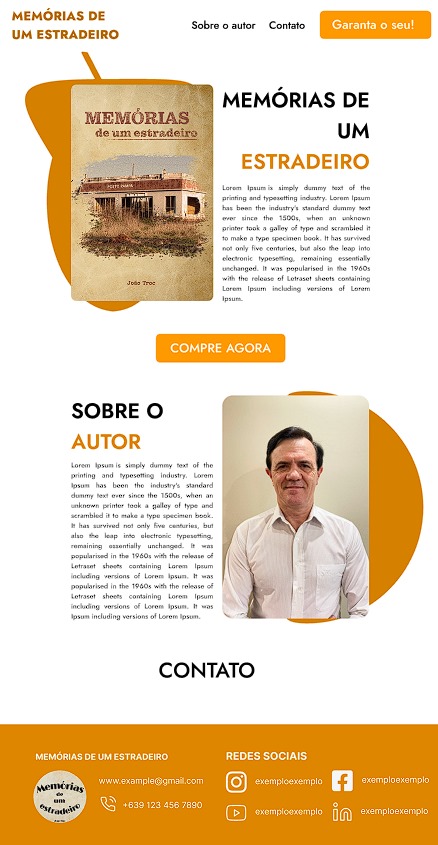 MEMÓRIAS DE
UM ESTRADEIRO
Sobre o autor
Contato
Garanta o seu!
MEMÓRIAS
de um estradeiro
João Troc
MEMÓRIAS DE
UM
ESTRADEIRO
Lorem Ipsum is simply dummy text of the
printing and typesetting industry. Lorem Ipsum
has been the industry's standard dummy text
ever since the 1500s, when an unknown
printer took a galley of type and scrambled it
to make a type specimen book. It has survived
not only five centuries, but also the leap into
electronic typesetting, remaining essentially
unchanged. It was popularised in the 1960s
with the release of Letraset sheets containing
Lorem Ipsum including versions of Lorem
Ipsum.
COMPRE AGORA
SOBRE O
AUTOR
Lorem Ipsum is simply dummy text of the
printing and typesetting industry. Lorem
Ipsum has been the industry's standard
dummy text ever since the 1500s, when an
unknown printer took a galley of type and
scrambled it to make a type specimen book.
It has survived not only five centuries, but
also the leap into electronic typesetting,
remaining essentially unchanged. It was
popularised in the 1960s with the release of
Letraset sheets containing Lorem Ipsum
including versions of Lorem Ipsum. It was
popularised in the 1960s with the release of
Letraset sheets containing Lorem Ipsum
including versions of Lorem Ipsum. Lorem
Ipsum including versions of Lorem Ipsum.
CONTATO
MEMÓRIAS DE UM ESTRADEIRO
Memórias
de
um
estradeiro
www.example@gmail.com
+639 123 456 7890
REDES SOCIAIS
exemploexemplo
exemploexemplo
exemploexemplo
exemploexemplo